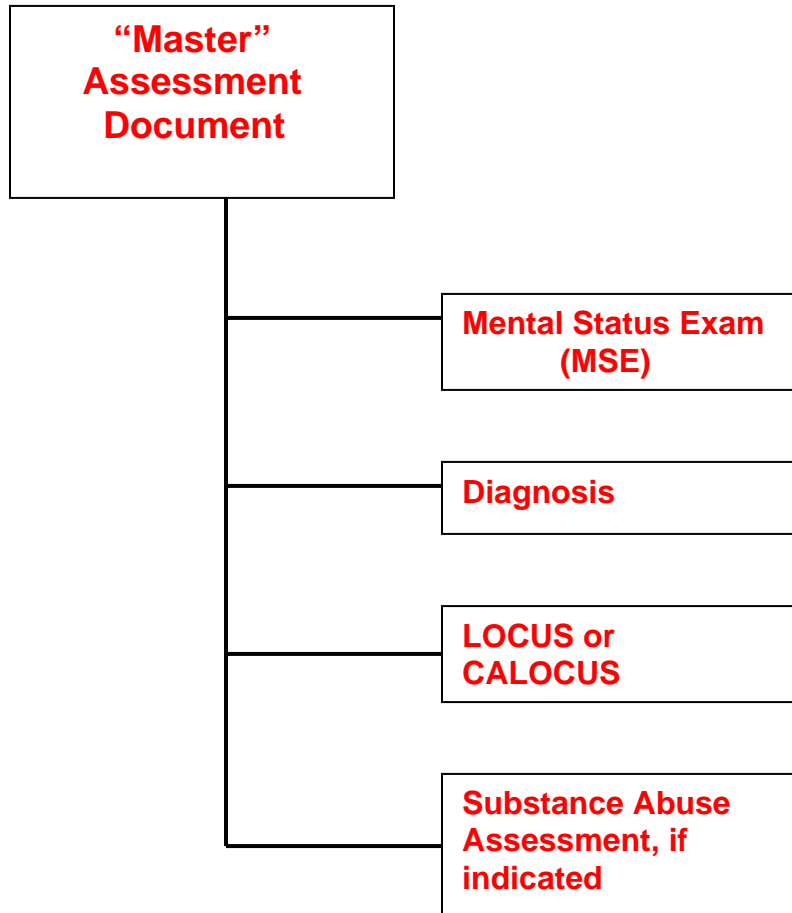 “Master”
Assessment
Document
Mental Status Exam
(MSE)
Diagnosis
LOCUS or
CALOCUS
Substance Abuse
Assessment, if
indicated